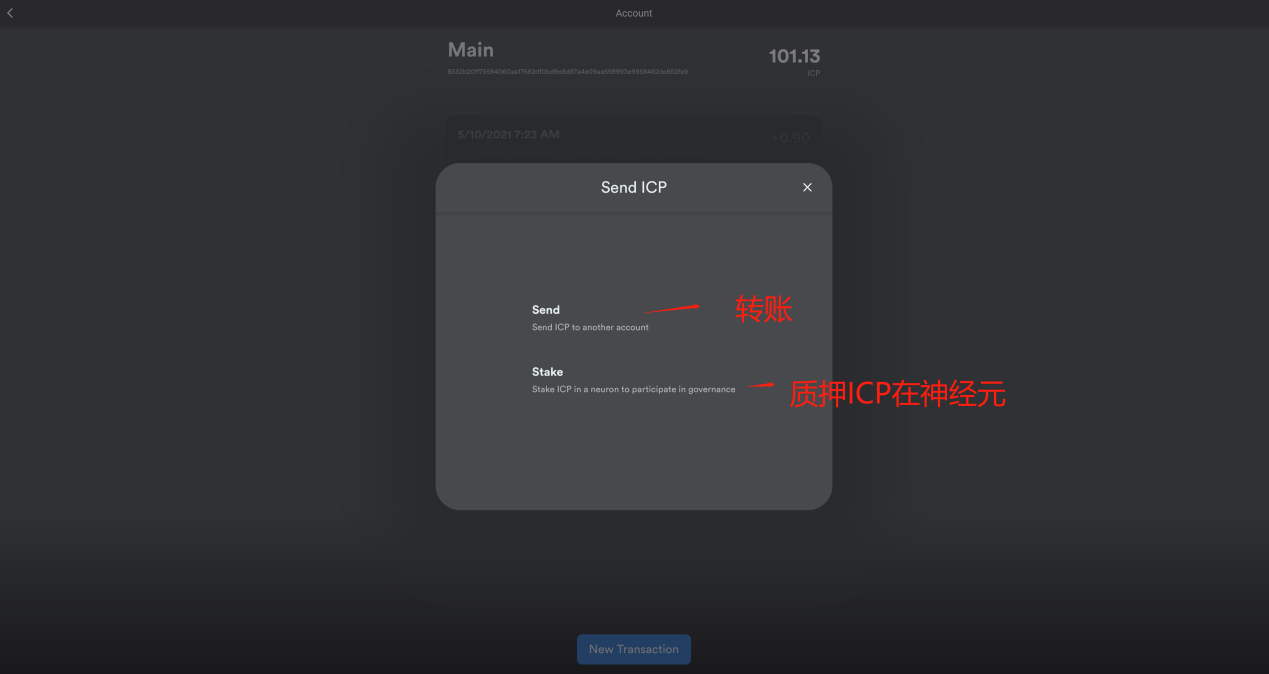 Account
Main
101.13
ICP
5/10/2021 7:23 AM
+0.90
Send ICP
Send
转账
Send ICP to another account
Stake
Stake ICP in a neuron to participate in governance
质押ICP在神经元
New Transaction